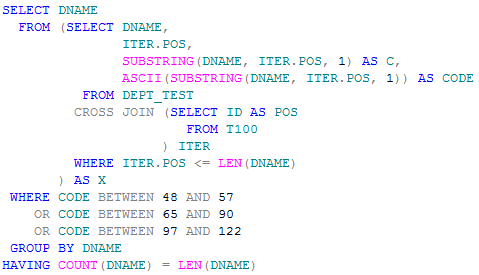 SELECT DNAME
FROM (SELECT DNAME,
ITER.POS,
SUBSTRING(DNAME, ITER.POS, 1) AS C,
ASCII(SUBSTRING(DNAME, ITER.POS, 1)) AS CODE
FROM DEPT_TEST
CROSS JOIN (SELECT ID AS POS
FROM T100
) ITER
WHERE ITER.POS <= LEN(DNAME)
) AS X
WHERE CODE BETWEEN 48 AND 57
OR CODE BETWEEN 65 AND 90
OR CODE BETWEEN 97 AND 122
GROUP BY DNAME
HAVING COUNT(DNAME) = LEN(DNAME)